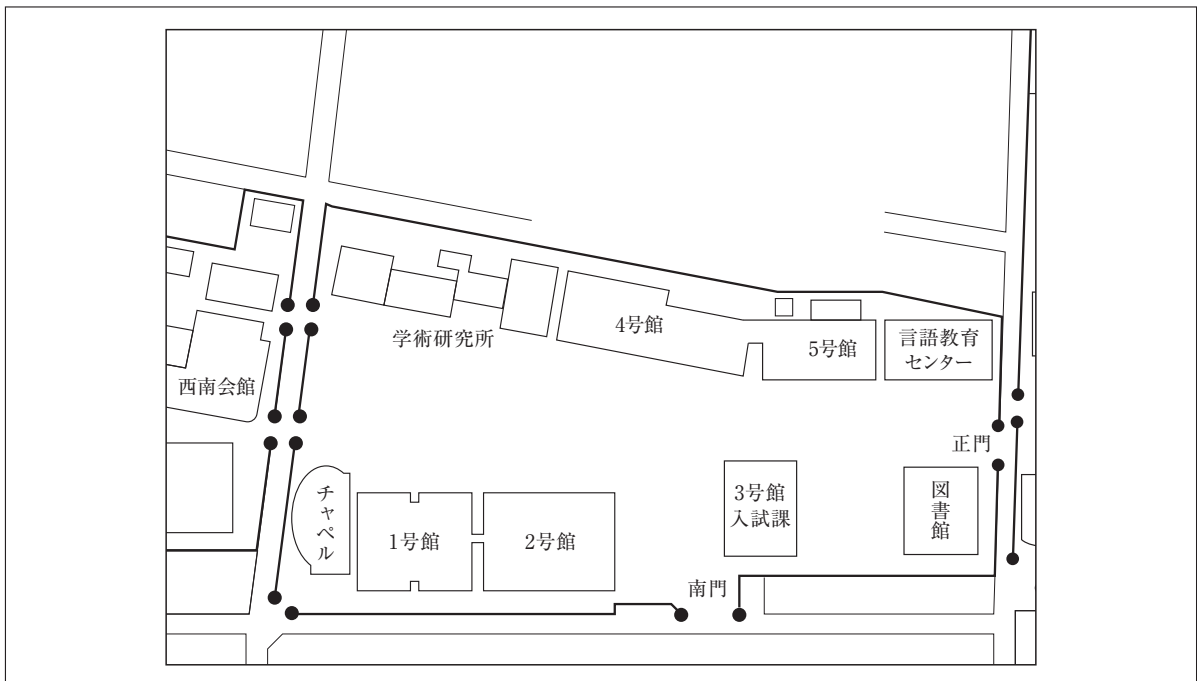 4号館
学術研究所
5号館
言語教育
センター
西南会館
正門
チャペル
1号館
2号館
3号館
入試課
図書館
南門